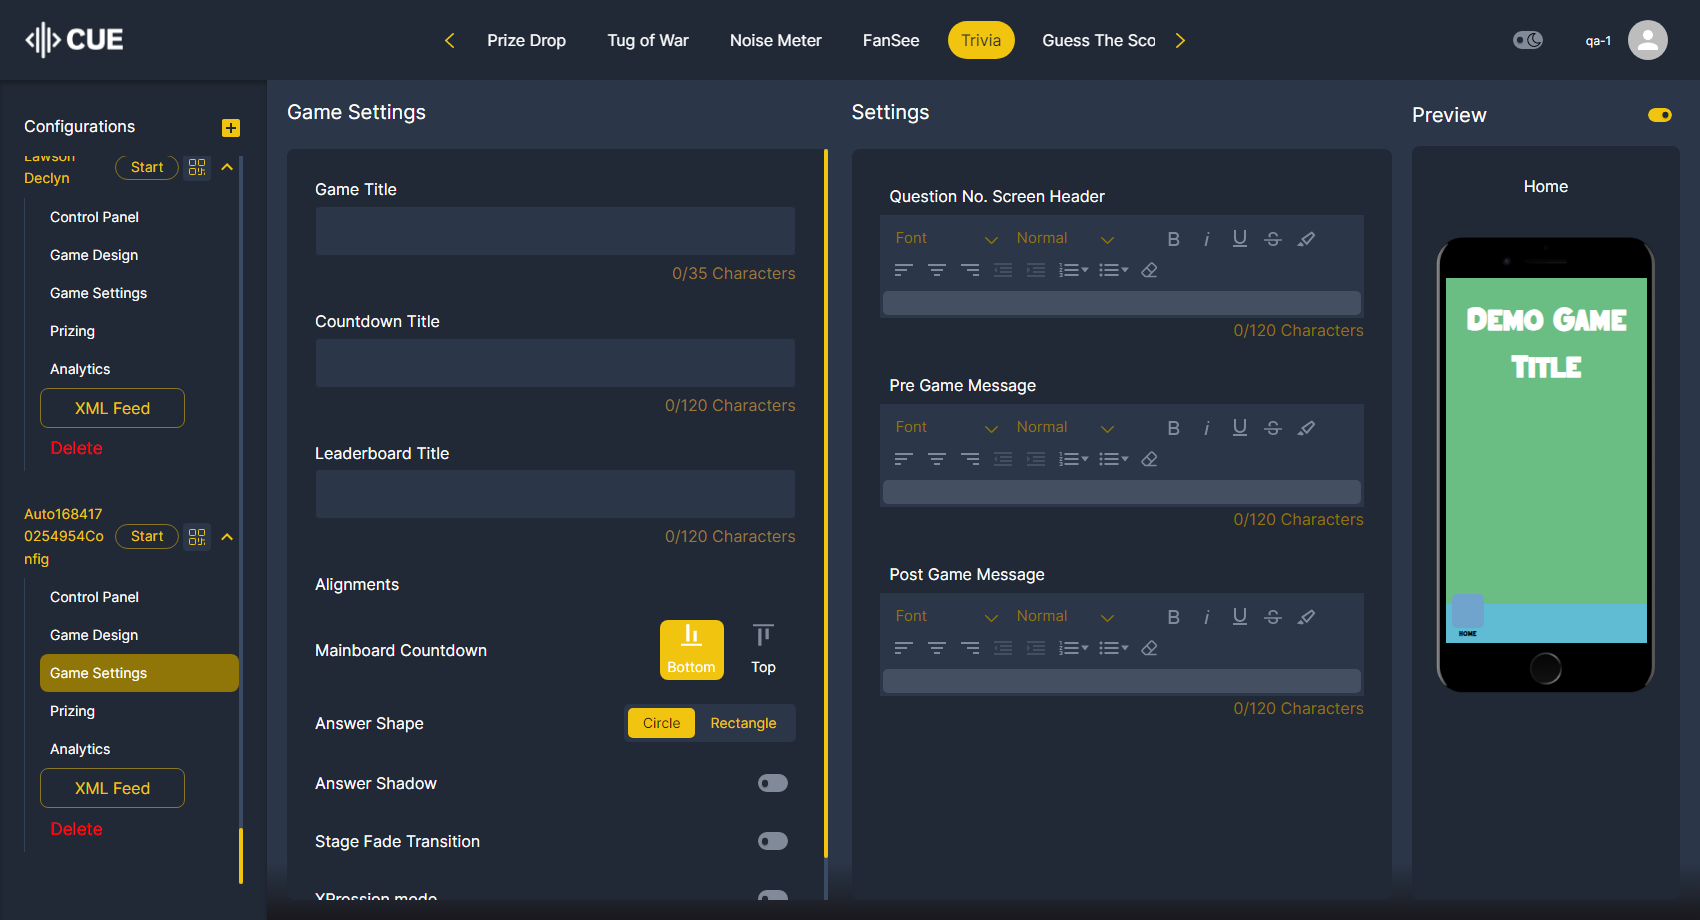 CUE
Prize Drop
Tug of War
Noise Meter
FanSee
Trivia
Guess The Sco
qa-1
Configurations
Lawson
Declyn
Start
Control Panel
Game Design
Game Settings
Prizing
Analytics
XML Feed
Delete
Auto168417
0254954Co
nfig
Start
Control Panel
Game Design
Game Settings
Prizing
Analytics
XML Feed
Delete
Game Settings
Game Title
0/35 Characters
Countdown Title
0/120 Characters
Leaderboard Title
0/120 Characters
Alignments
Mainboard Countdown
Bottom
Top
Answer Shape
Circle
Rectangle
Answer Shadow
Stage Fade Transition
XPression mode
Settings
Question No. Screen Header
Font
Normal
B i U S
0/120 Characters
Pre Game Message
Font
Normal
B i U S
0/120 Characters
Post Game Message
Font
Normal
B i U S
0/120 Characters
Preview
Home
Demo Game
Title
HOME